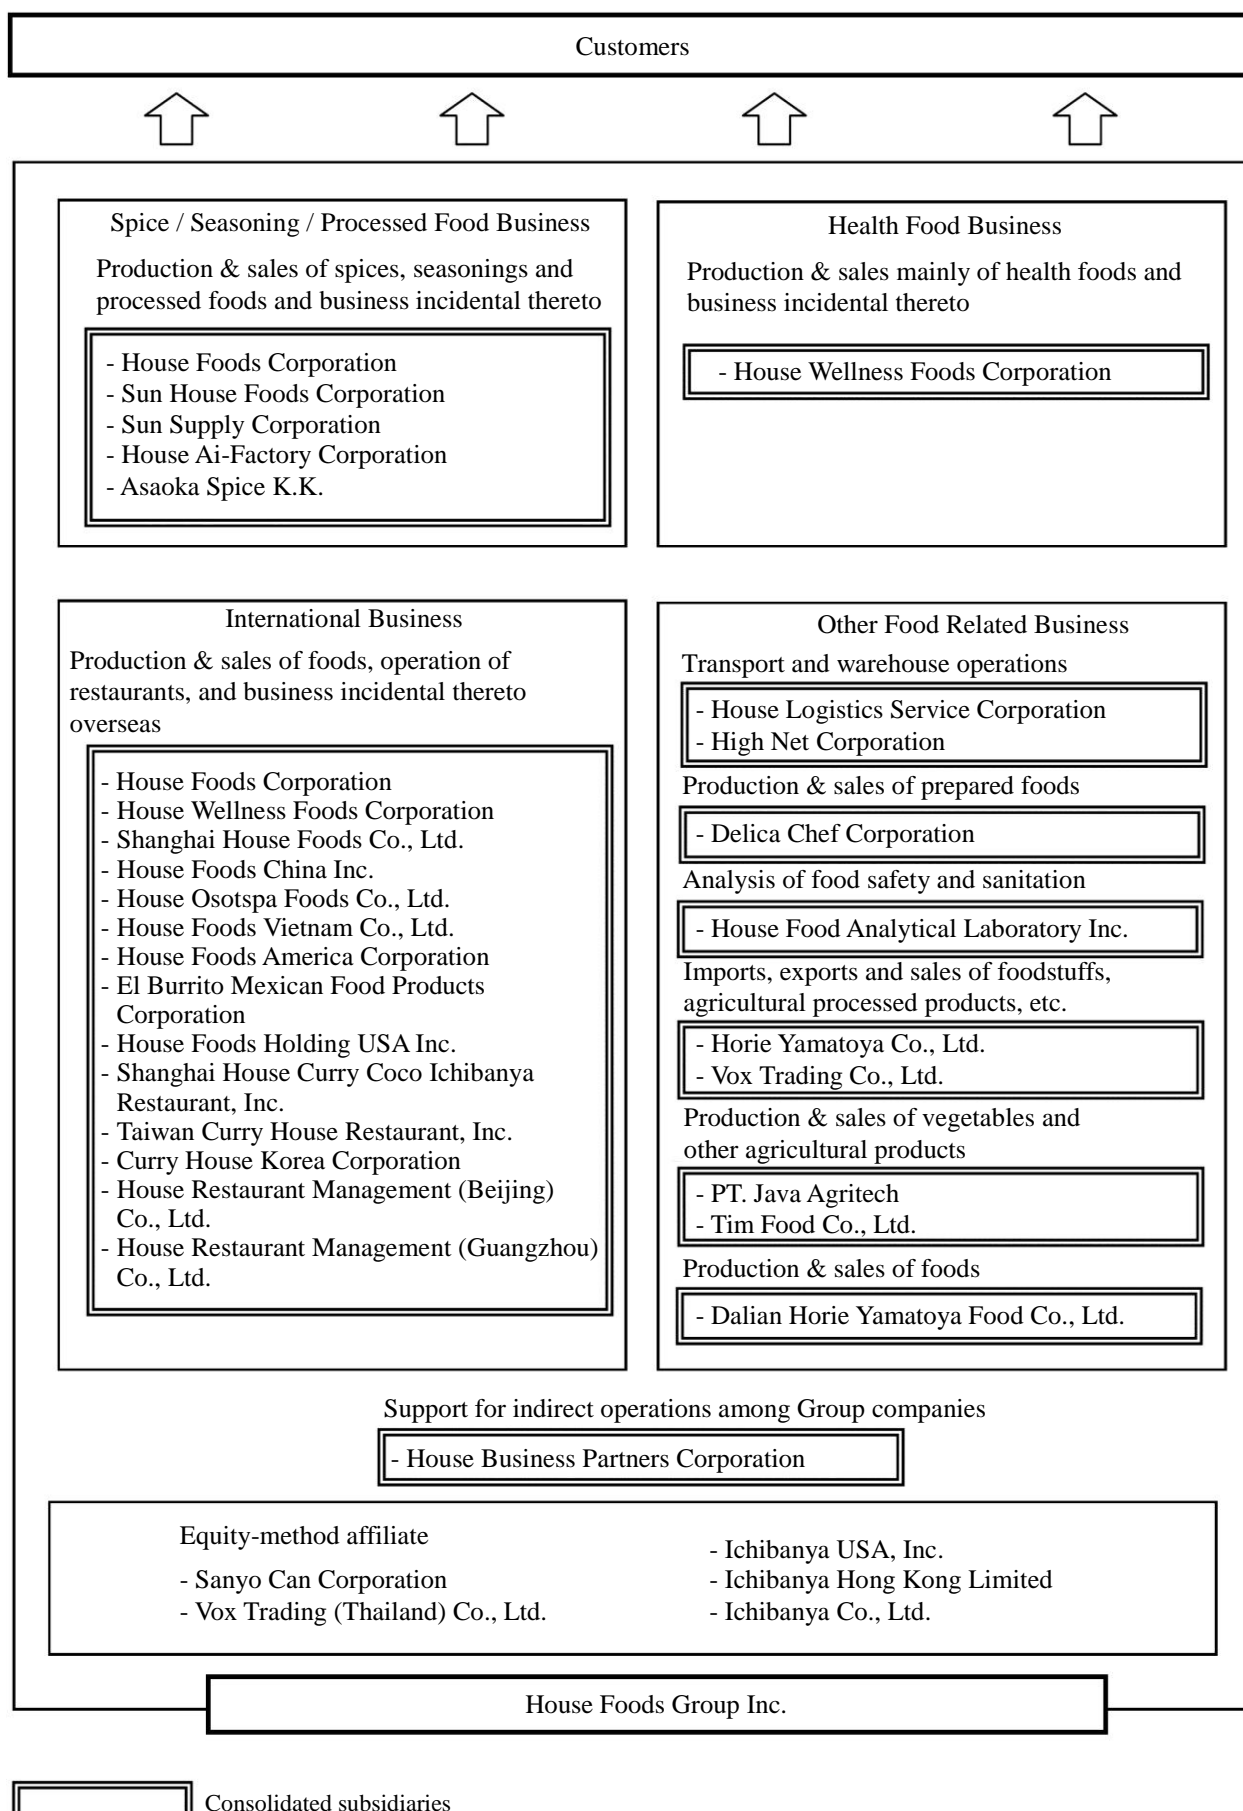 Customers
Spice / Seasoning / Processed Food Business
Production & sales of spices, seasonings and
processed foods and business incidental thereto
- House Foods Corporation
- Sun House Foods Corporation
- Sun Supply Corporation
- House Ai-Factory Corporation
- Asaoka Spice K.K.
Health Food Business
Production & sales mainly of health foods and
business incidental thereto
- House Wellness Foods Corporation
International Business
Production & sales of foods, operation of
restaurants, and business incidental thereto
overseas
- House Foods Corporation
- House Wellness Foods Corporation
- Shanghai House Foods Co., Ltd.
- House Foods China Inc.
- House Osotspa Foods Co., Ltd.
- House Foods Vietnam Co., Ltd.
- House Foods America Corporation
- El Burrito Mexican Food Products
Corporation
- House Foods Holding USA Inc.
- Shanghai House Curry Coco Ichibanya
Restaurant, Inc.
- Taiwan Curry House Restaurant, Inc.
- Curry House Korea Corporation
- House Restaurant Management (Beijing)
Co., Ltd.
- House Restaurant Management (Guangzhou)
Co., Ltd.
Other Food Related Business
Transport and warehouse operations
- House Logistics Service Corporation
- High Net Corporation
Production & sales of prepared foods
- Delica Chef Corporation
Analysis of food safety and sanitation
- House Food Analytical Laboratory Inc.
Imports, exports and sales of foodstuffs,
agricultural processed products, etc.
- Horie Yamatoya Co., Ltd.
- Vox Trading Co., Ltd.
Production & sales of vegetables and
other agricultural products
- PT. Java Agritech
- Tim Food Co., Ltd.
Production & sales of foods
- Dalian Horie Yamatoya Food Co., Ltd.
Support for indirect operations among Group companies
- House Business Partners Corporation
Equity-method affiliate
- Sanyo Can Corporation
- Vox Trading (Thailand) Co., Ltd.
- Ichibanya USA, Inc.
- Ichibanya Hong Kong Limited
- Ichibanya Co., Ltd.
House Foods Group Inc.
Consolidated subsidiaries